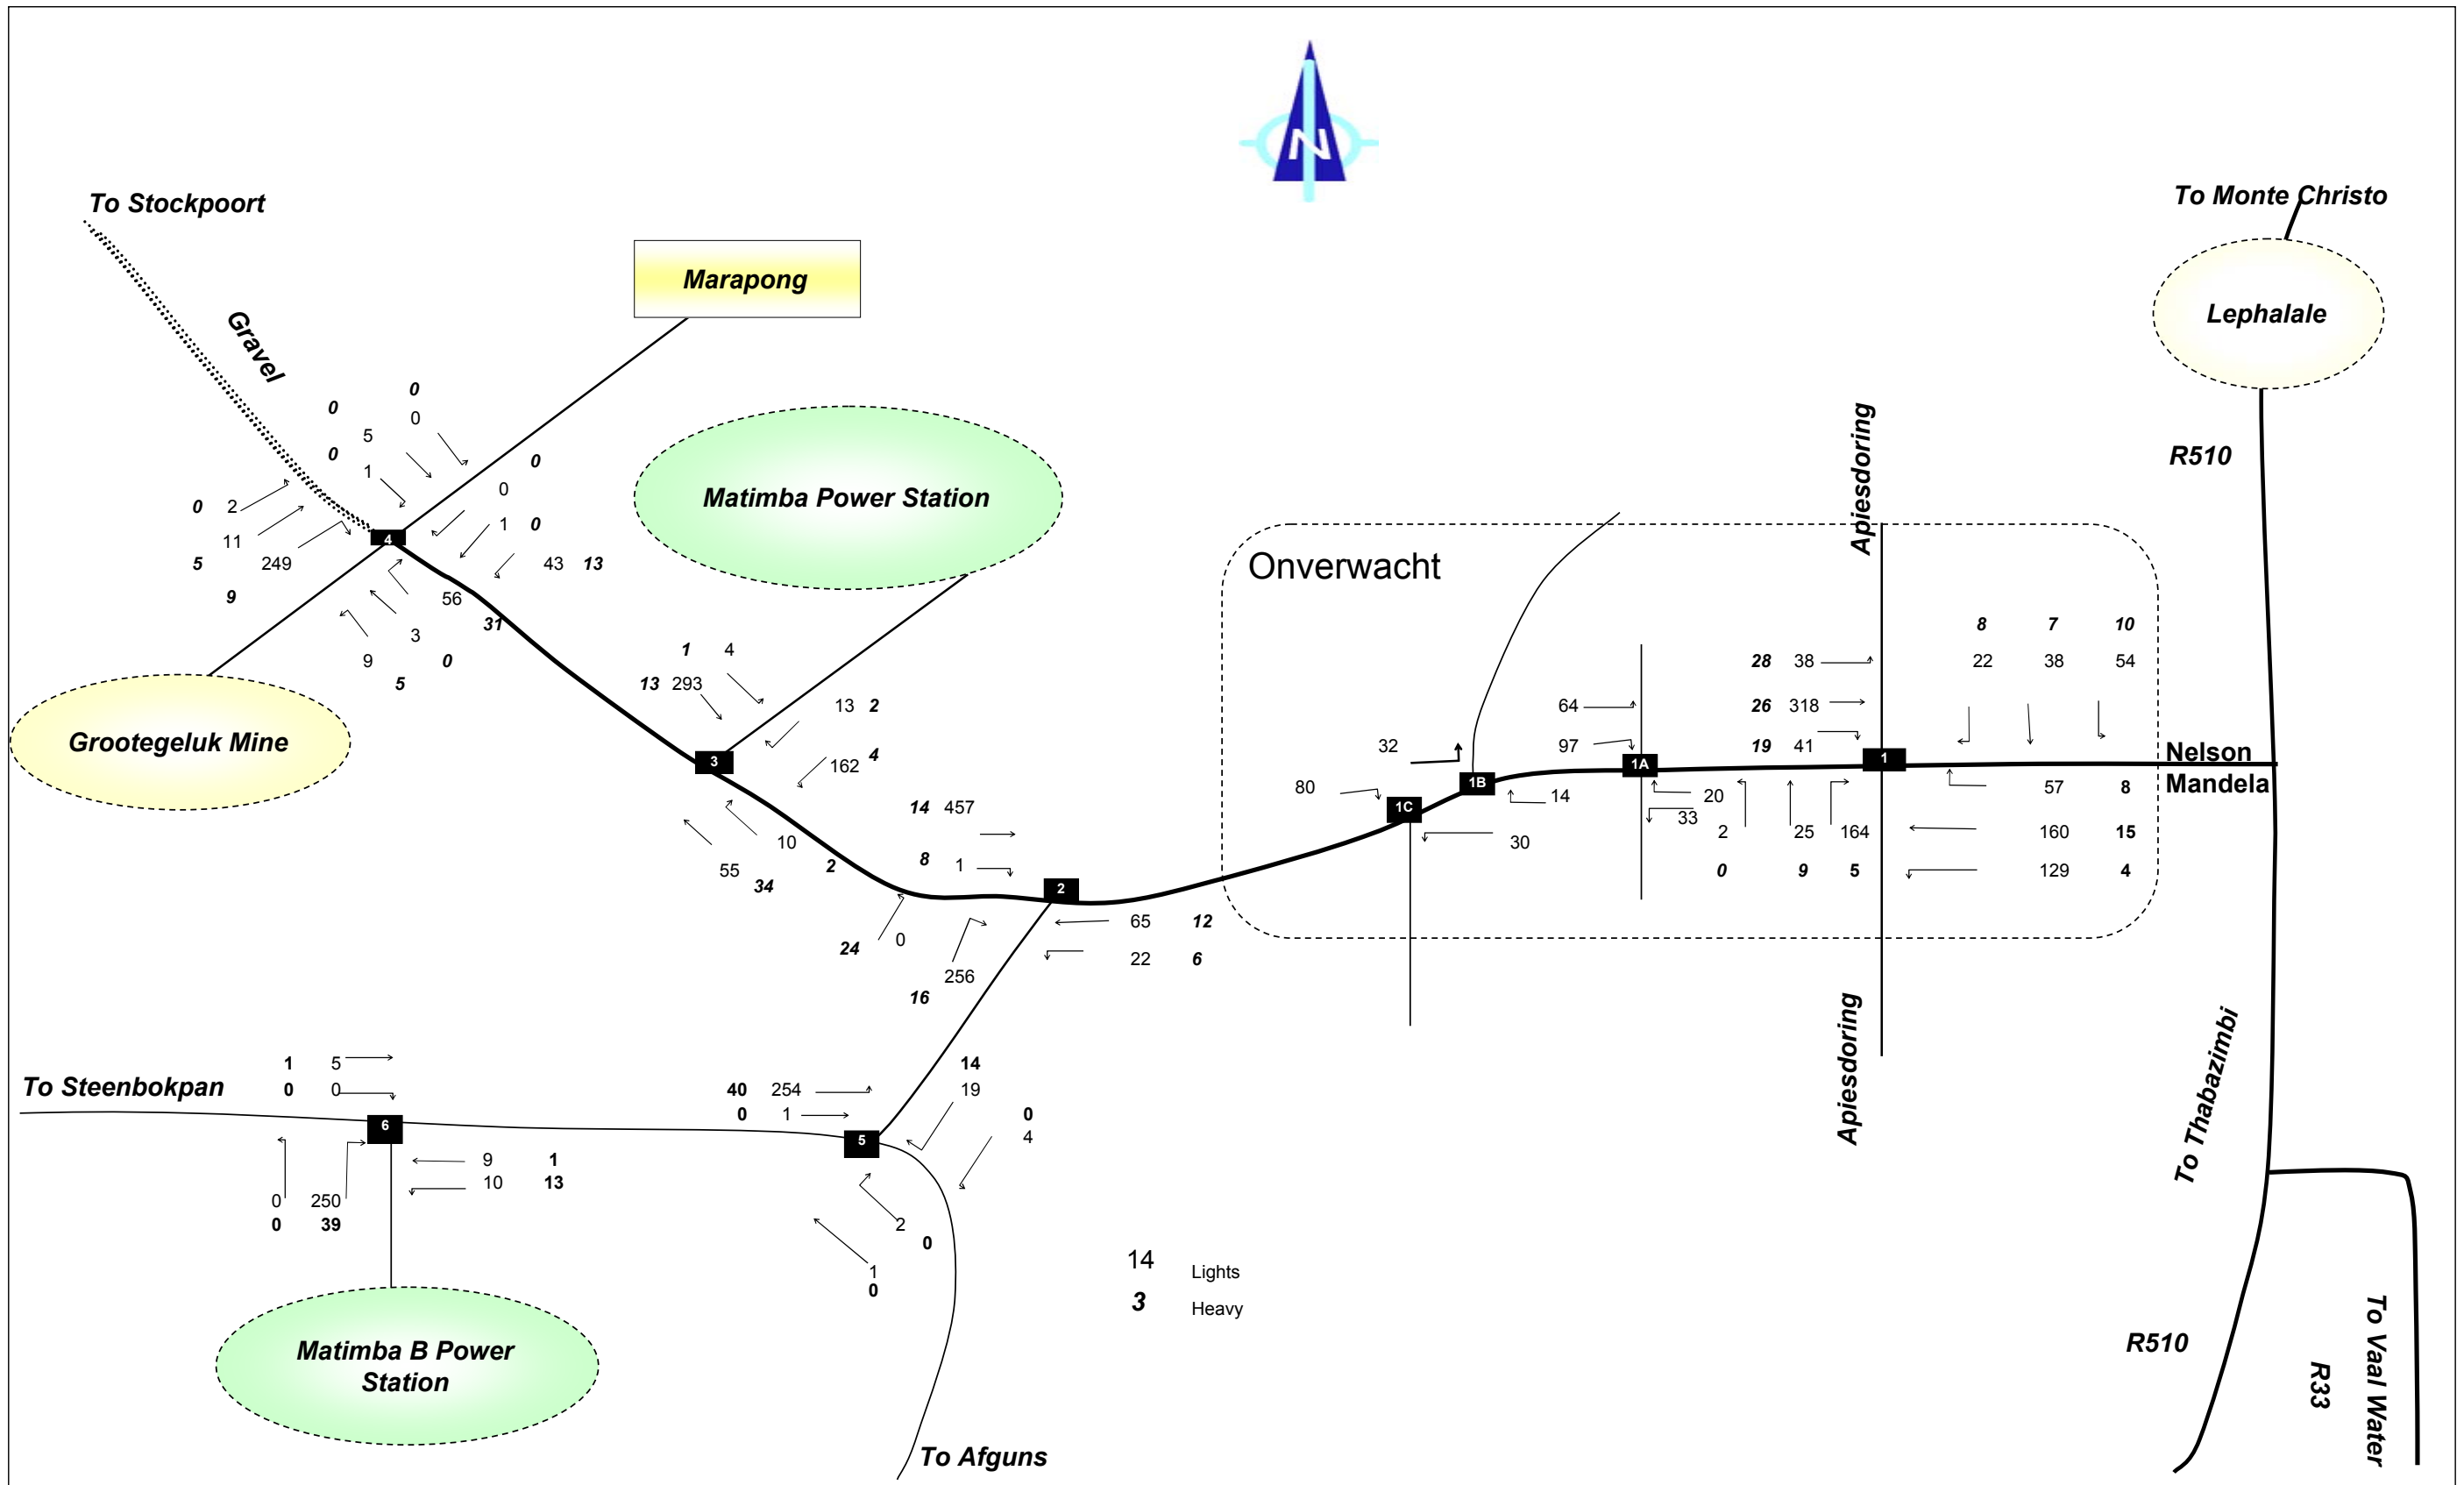 N
To Stockpoort
To Monte Christo
Marapong
Lephalale
Gravel
0
0
0
5
0
1
0
0
0 2
1 0
11
5 249
43 13
9
56
31
3
9 0
5
4
Matimba Power Station
Apiesdoring
R510
Onverwacht
Grootegeluk Mine
1 4
13 293
13 2
162 4
3
10
55 2
34
8 7 10
22 38 54
28 38
26 318
19 41
64
97
32
80
1
1A
1B
1C
Nelson
Mandela
57 8
160 15
129 4
14
20
33
30
2 25 164
0 9 5
14 457
8 1
2
65 12
22 6
24 0
256
16
To Steenbokpan
1 5
0 0
6
9 1
10 13
0 250
0 39
40 254
0 1
14
19
0
4
5
2
0
1
0
Apiesdoring
To Thabazimbi
14 Lights
3 Heavy
Matimba B Power
Station
To Afguns
R510
R33
To Vaal Water